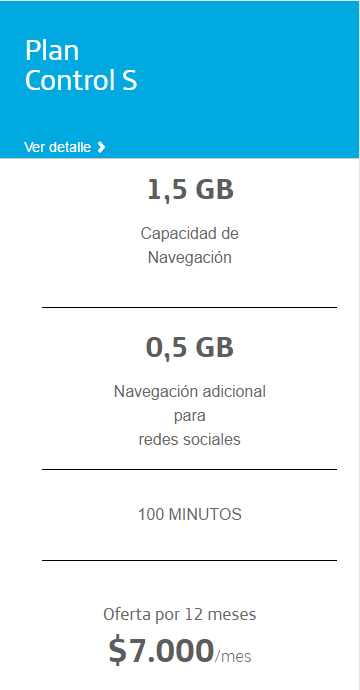 Plan
Control S
Ver detalle
1,5 GB
Capacidad de
Navegación
0,5 GB
Navegación adicional
para
redes sociales
100 MINUTOS
Oferta por 12 meses
$7.000/mes